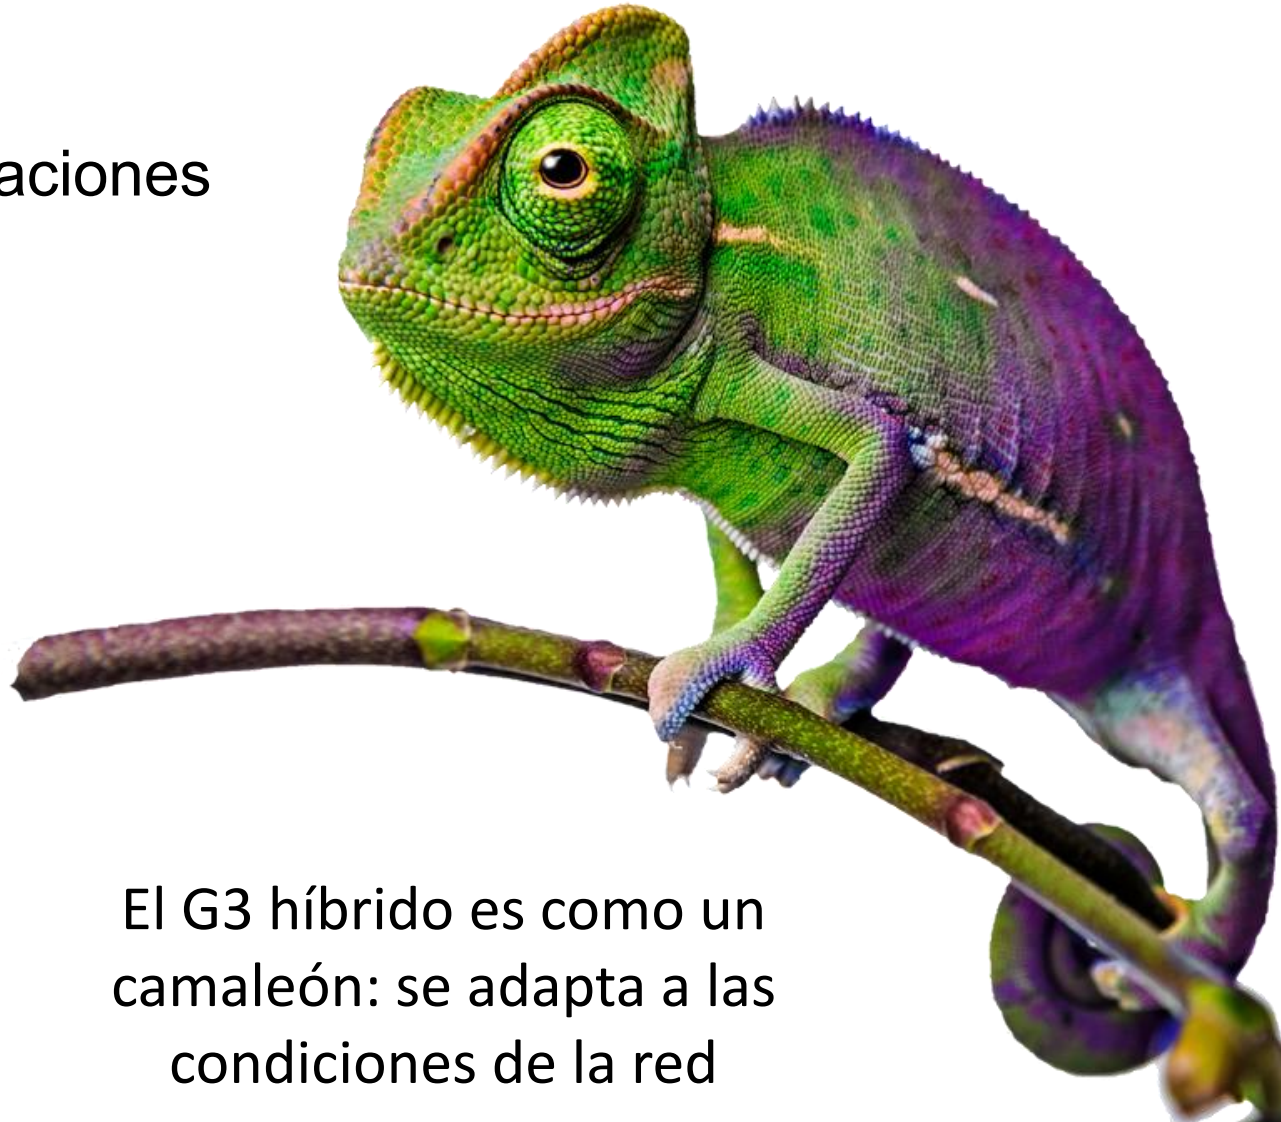 aciones
El G3 híbrido es como un
camaleón: se adapta a las
condiciones de la red